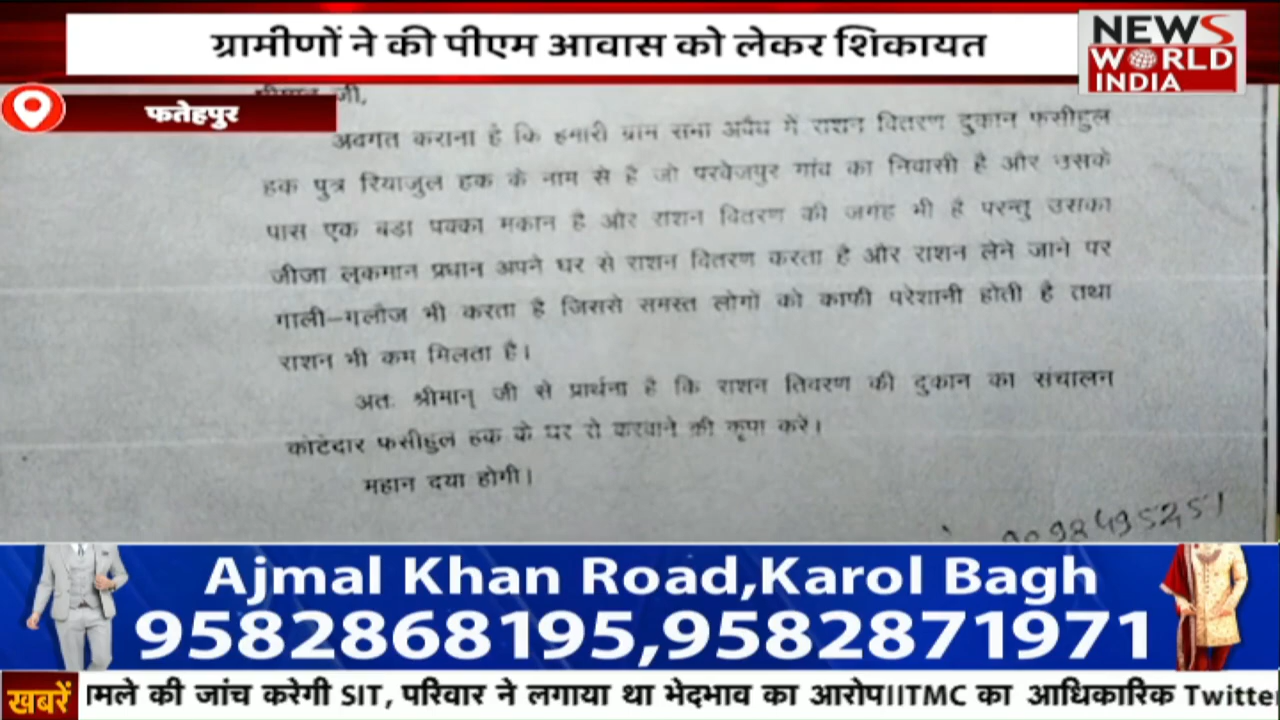 ग्रामीणों ने की पीएम आवास को लेकर शिकायत
NEWS
WORLD
INDIA
जी,
फतेहपुर
अवगत कराना है कि हमारी ग्राम सभा अवैध में राशन वितरण दुकान फसीहुल
हक पुत्र रियाजुल हक के नाम से है जो परवेजपुर गांव का निवासी है और उसके
पास एक बडा पक्का मकान है और राशन वितरण की जगह भी है परन्तु उसका
जीजा लुकमान प्रधान अपने घर से राशन वितरण करता है और राशन लेने जाने पर
गाली-गलौज भी करता है जिससे समस्त लोगों को काफी परेशानी होती है तथा
राशन भी कम मिलता है।
अतः श्रीमान् जी से प्रार्थना है कि राशन तिवरण की दुकान का संचालन
कोटेदार फसीहुल हक के घर से करवाने की कृपा करें।
महान दया होगी।
Ajmal Khan Road,Karol Bagh
9582868195,9582871971
खबरें
ामले की जांच करेगी SIT, परिवार ने लगाया था भेदभाव का आरोप।ITMC का आधिकारिक Twitte